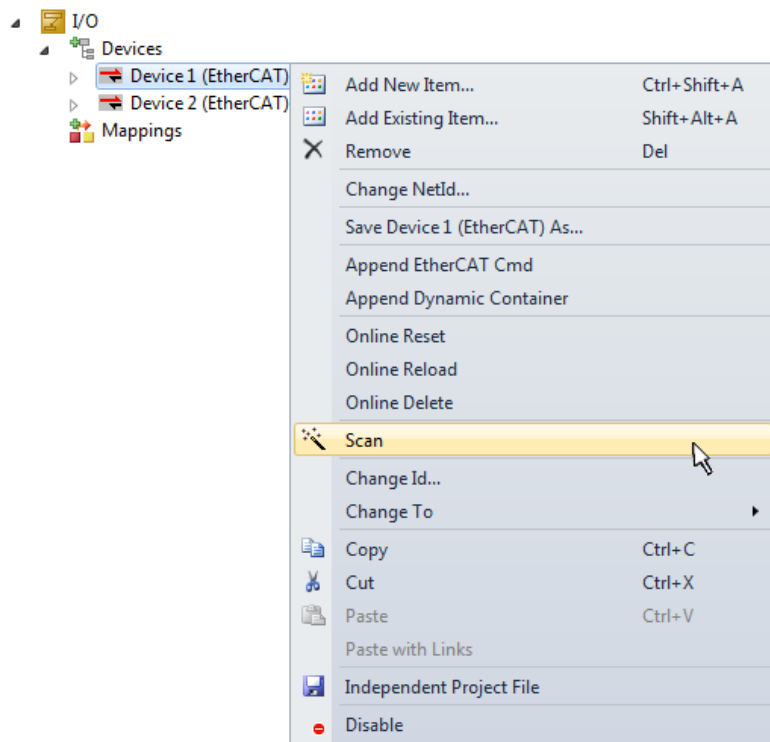 I/O
Devices
Device 1 (EtherCAT)
Device 2 (EtherCAT)
Mappings
Add New Item... Ctrl+Shift+A
Add Existing Item... Shift+Alt+A
Remove Del
Change NetId...
Save Device 1 (EtherCAT) As...
Append EtherCAT Cmd
Append Dynamic Container
Online Reset
Online Reload
Online Delete
Scan
Change Id...
Change To
Copy Ctrl+C
Cut Ctrl+X
Paste Ctrl+V
Paste with Links
Independent Project File
Disable